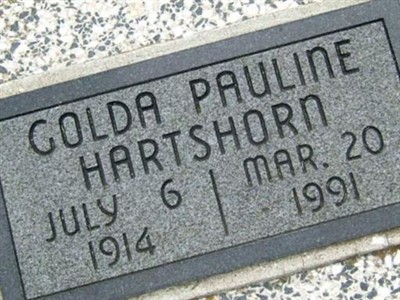 GOLDA PAULINE
HARTSHORN
JULY 6
1914
MAR. 20
1991